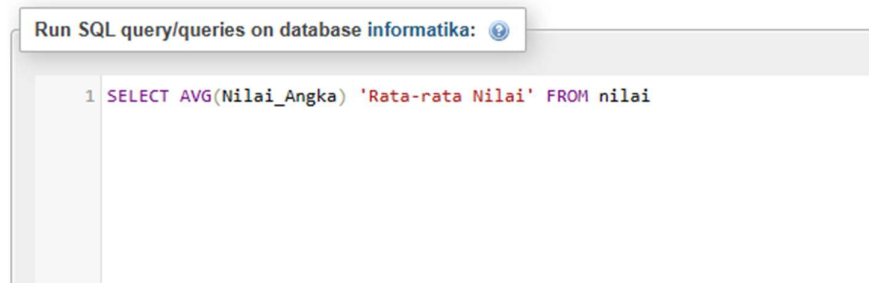 Run SQL query/queries on database informatika:
1 SELECT AVG(Nilai_Angka) 'Rata-rata Nilai' FROM nilai